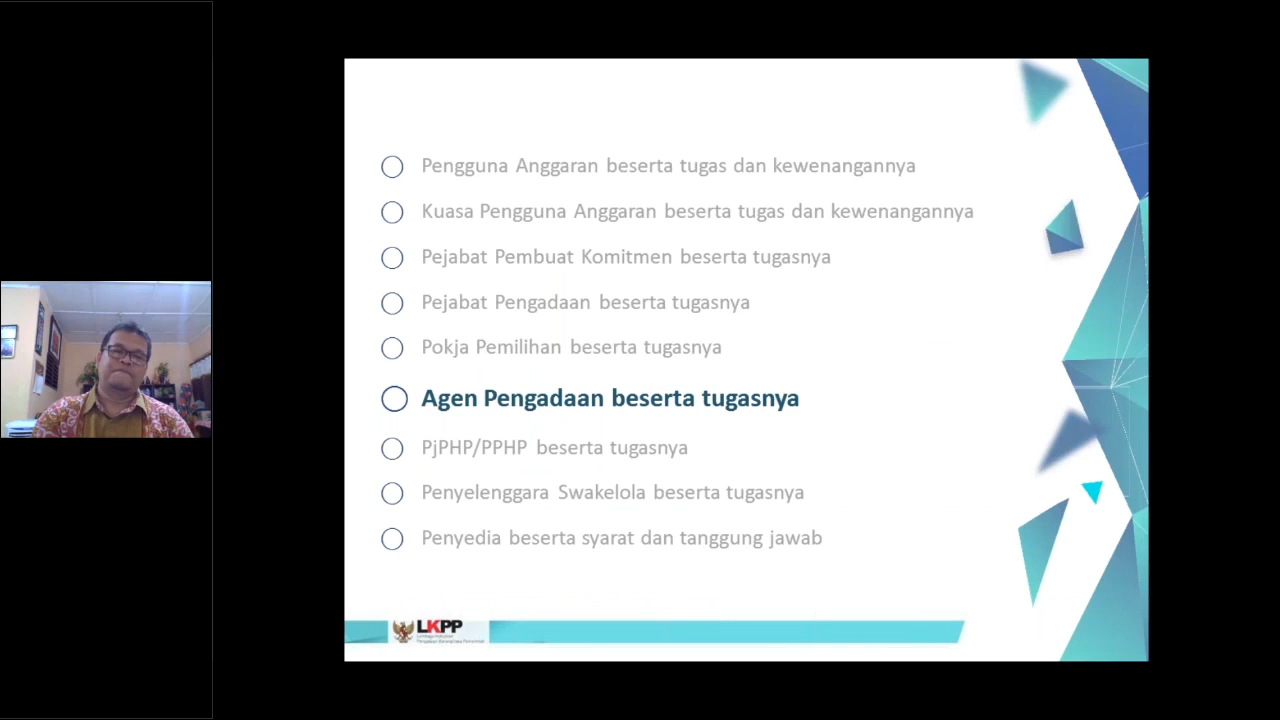 Pengguna Anggaran beserta tugas dan kewenangannya
Kuasa Pengguna Anggaran beserta tugas dan kewenangannya
Pejabat Pembuat Komitmen beserta tugasnya
Pejabat Pengadaan beserta tugasnya
Pokja Pemilihan beserta tugasnya
Agen Pengadaan beserta tugasnya
PjPHP/PPHP beserta tugasnya
Penyelenggara Swakelola beserta tugasnya
Penyedia beserta syarat dan tanggung jawab
LKPP